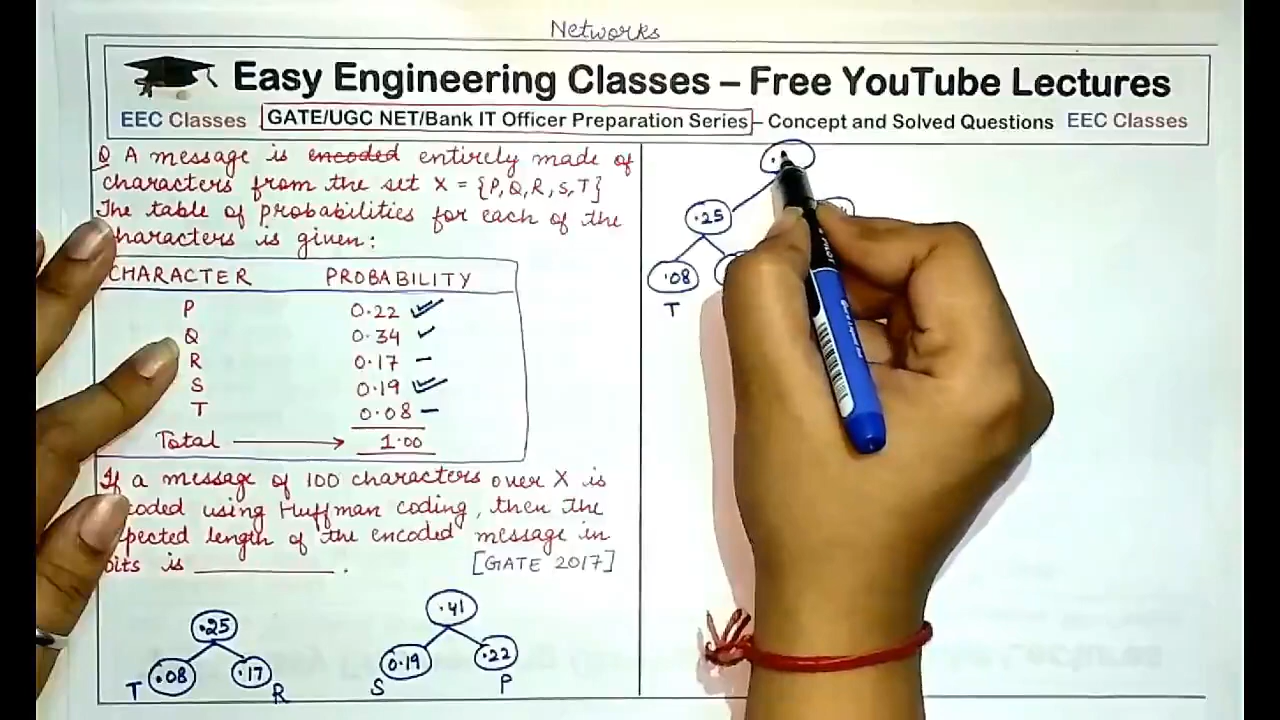 Networks
Easy Engineering Classes – Free YouTube Lectures
EEC Classes GATE/UGC NET/Bank IT Officer Preparation Series – Concept and Solved Questions EEC Classes
Q A message is encoded entirely made of
characters from the set X = {P, Q, R, S, T}
The table of probabilities for each of the
characters is given:
CHARACTER PROBABILITY
P 0.22
Q 0.34
R 0.17
S 0.19
T 0.08
Total 1.00
If a message of 100 characters over X is
coded using Huffman coding, then the
pected length of the encoded message in
bits is __________ .
[GATE 2017]
.25
.08 .17
T R
.41
0.19 .22
S P
.25
.08
T